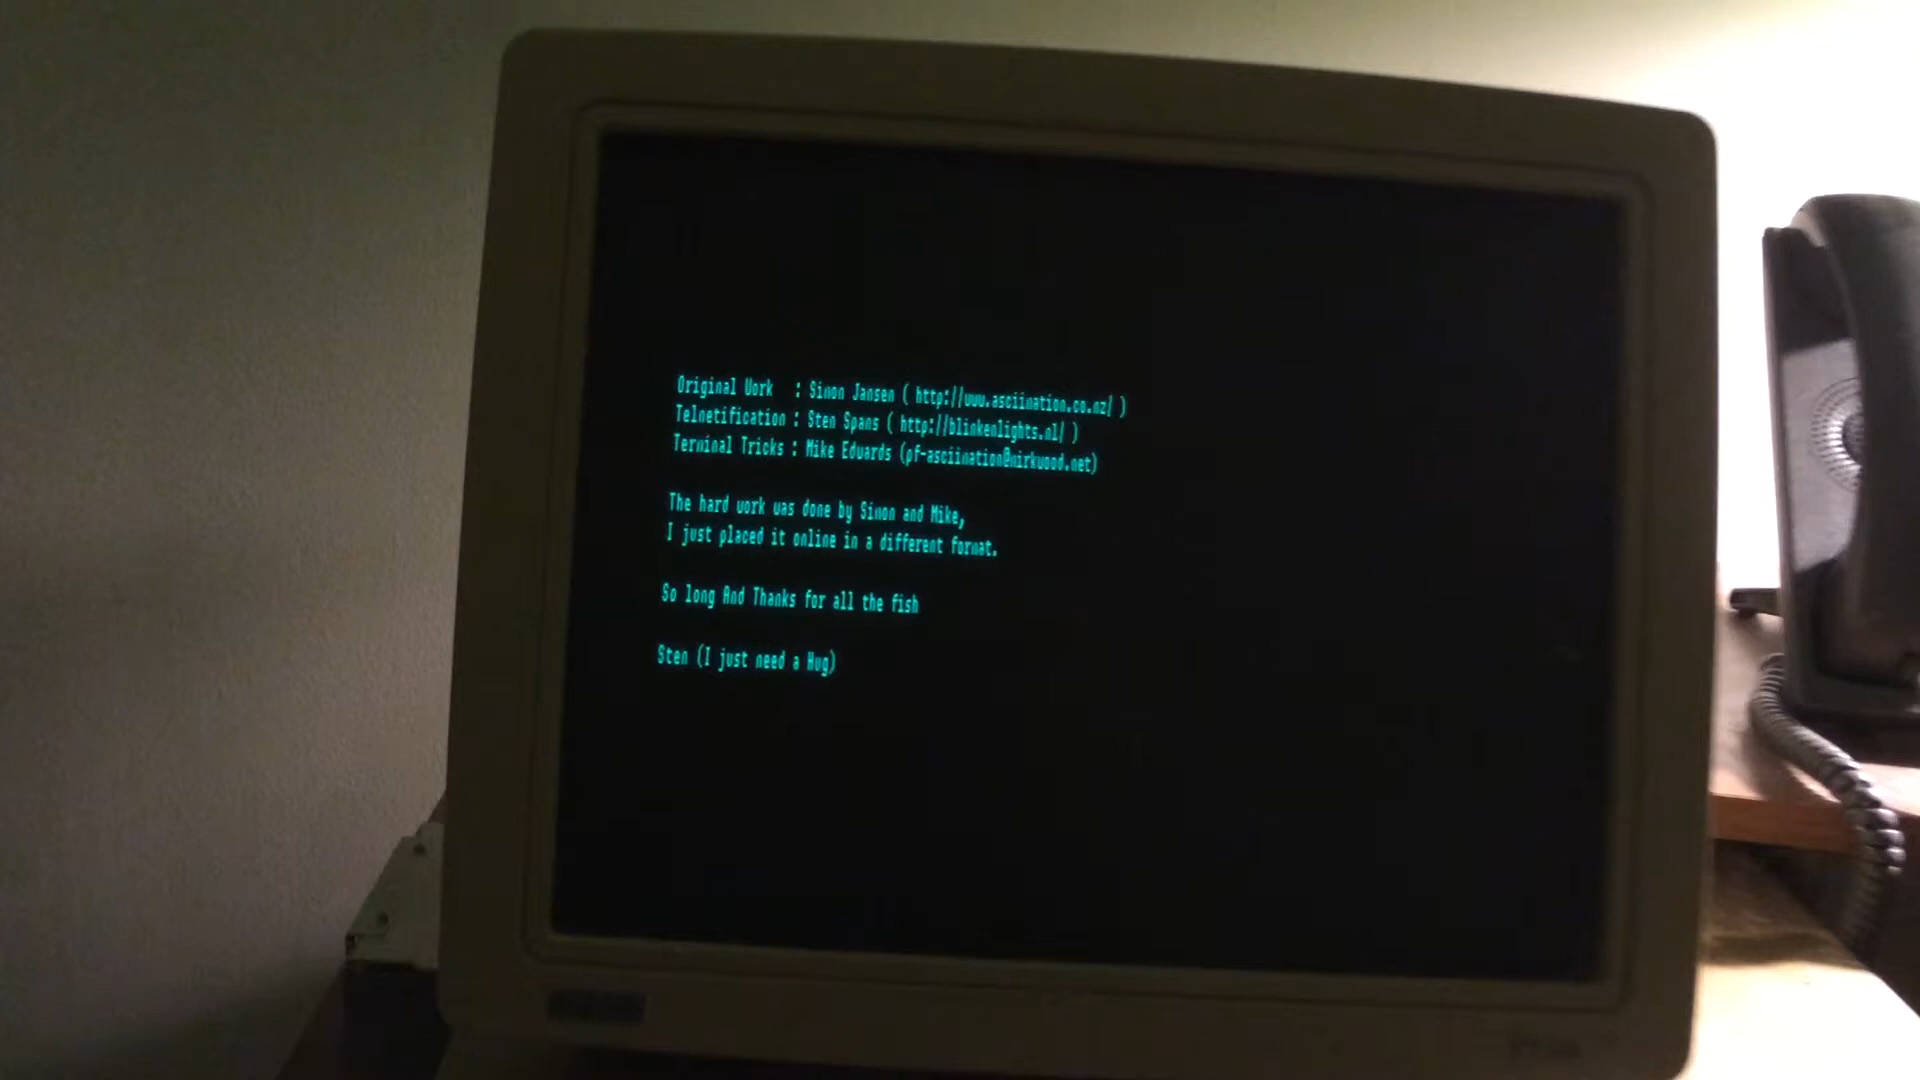 Original Work : Simon Jansen ( http://www.asciimation.co.nz/ )
Telnetification : Sten Spans ( http://blinkenlights.nl/ )
Terminal Tricks : Mike Edwards (pf-asciimation@mirkwood.net)
The hard work was done by Simon and Mike,
I just placed it online in a different format.
So long And Thanks for all the fish
Sten (I just need a Hug)